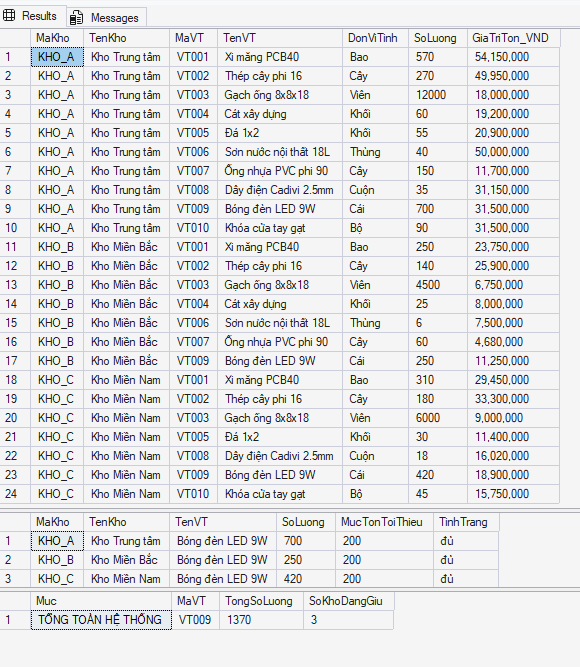 Results Messages
MaKho TenKho MaVT TenVT DonViTinh SoLuong GiaTriTon_VND
1 KHO_A Kho Trung tâm VT001 Xi măng PCB40 Bao 570 54,150,000
2 KHO_A Kho Trung tâm VT002 Thép cây phi 16 Cây 270 49,950,000
3 KHO_A Kho Trung tâm VT003 Gạch ống 8x8x18 Viên 12000 18,000,000
4 KHO_A Kho Trung tâm VT004 Cát xây dựng Khối 60 19,200,000
5 KHO_A Kho Trung tâm VT005 Đá 1x2 Khối 55 20,900,000
6 KHO_A Kho Trung tâm VT006 Sơn nước nội thất 18L Thùng 40 50,000,000
7 KHO_A Kho Trung tâm VT007 Ống nhựa PVC phi 90 Cây 150 11,700,000
8 KHO_A Kho Trung tâm VT008 Dây điện Cadivi 2.5mm Cuộn 35 31,150,000
9 KHO_A Kho Trung tâm VT009 Bóng đèn LED 9W Cái 700 31,500,000
10 KHO_A Kho Trung tâm VT010 Khóa cửa tay gạt Bộ 90 31,500,000
11 KHO_B Kho Miền Bắc VT001 Xi măng PCB40 Bao 250 23,750,000
12 KHO_B Kho Miền Bắc VT002 Thép cây phi 16 Cây 140 25,900,000
13 KHO_B Kho Miền Bắc VT003 Gạch ống 8x8x18 Viên 4500 6,750,000
14 KHO_B Kho Miền Bắc VT004 Cát xây dựng Khối 25 8,000,000
15 KHO_B Kho Miền Bắc VT006 Sơn nước nội thất 18L Thùng 6 7,500,000
16 KHO_B Kho Miền Bắc VT007 Ống nhựa PVC phi 90 Cây 60 4,680,000
17 KHO_B Kho Miền Bắc VT009 Bóng đèn LED 9W Cái 250 11,250,000
18 KHO_C Kho Miền Nam VT001 Xi măng PCB40 Bao 310 29,450,000
19 KHO_C Kho Miền Nam VT002 Thép cây phi 16 Cây 180 33,300,000
20 KHO_C Kho Miền Nam VT003 Gạch ống 8x8x18 Viên 6000 9,000,000
21 KHO_C Kho Miền Nam VT005 Đá 1x2 Khối 30 11,400,000
22 KHO_C Kho Miền Nam VT008 Dây điện Cadivi 2.5mm Cuộn 18 16,020,000
23 KHO_C Kho Miền Nam VT009 Bóng đèn LED 9W Cái 420 18,900,000
24 KHO_C Kho Miền Nam VT010 Khóa cửa tay gạt Bộ 45 15,750,000
MaKho TenKho TenVT SoLuong MucTonToiThieu TinhTrang
1 KHO_A Kho Trung tâm Bóng đèn LED 9W 700 200 đủ
2 KHO_B Kho Miền Bắc Bóng đèn LED 9W 250 200 đủ
3 KHO_C Kho Miền Nam Bóng đèn LED 9W 420 200 đủ
Muc MaVT TongSoLuong SoKhoDangGiu
1 TỔNG TOÀN HỆ THỐNG VT009 1370 3